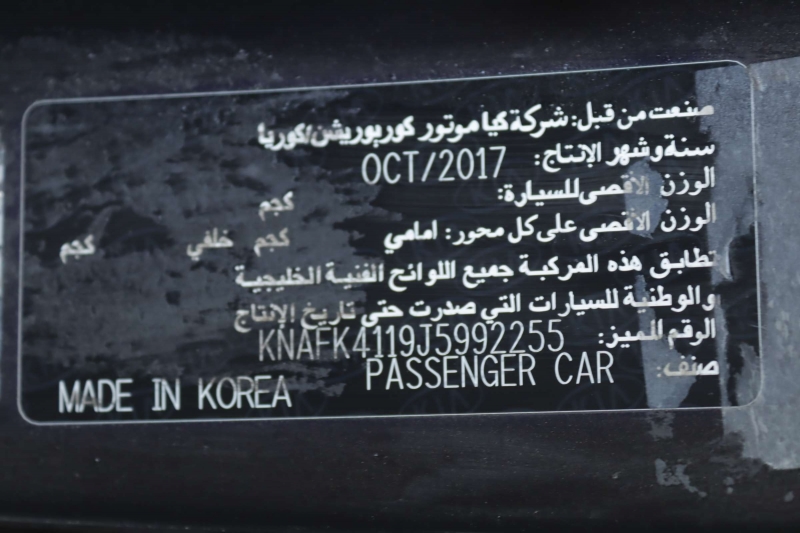 صنعت من قبل: شركة كيا موتور كوربوريشن/كوريا
سنة وشهر الإنتاج: OCT/2017
الوزن الاقصى للسيارة: كجم
الوزن الأقصى على كل محور: امامي كجم خلفي كجم
تطابق هذه المركبة جميع اللوائح الفنية الخليجية
والوطنية للسيارات التي صدرت حتى تاريخ الإنتاج
الرقم المميز: KNAFK4119J5992255
صنف: PASSENGER CAR
MADE IN KOREA